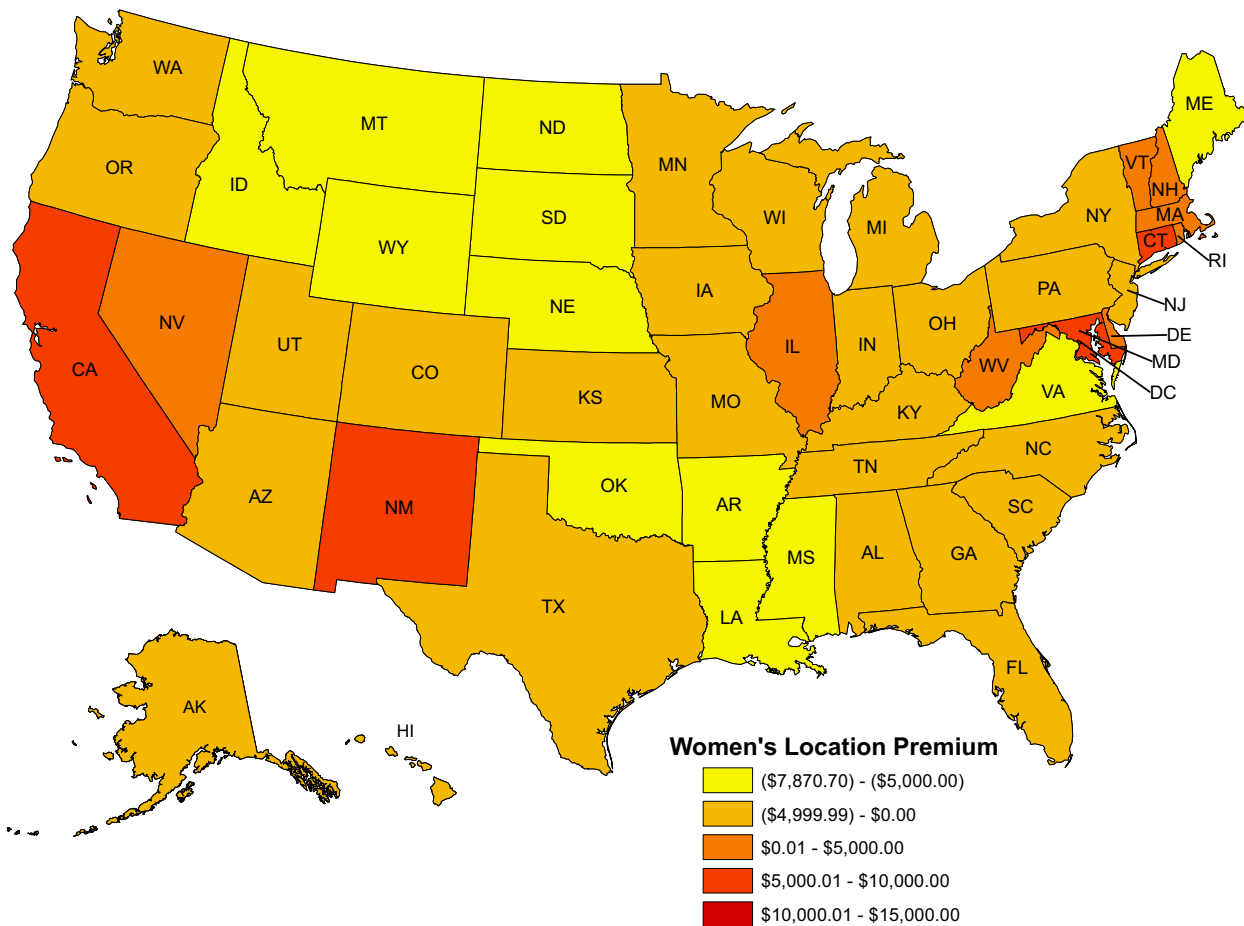 WA
MT
ND
MN
ME
OR
ID
SD
WI
MI
VT
NH
NY
MA
CT
RI
WY
NE
IA
PA
NJ
NV
UT
CO
KS
MO
IL
IN
OH
WV
VA
DE
MD
DC
CA
KY
AZ
NM
OK
AR
TN
NC
SC
TX
LA
MS
AL
GA
FL
AK
HI
Women's Location Premium
($7,870.70) - ($5,000.00)
($4,999.99) - $0.00
$0.01 - $5,000.00
$5,000.01 - $10,000.00
$10,000.01 - $15,000.00